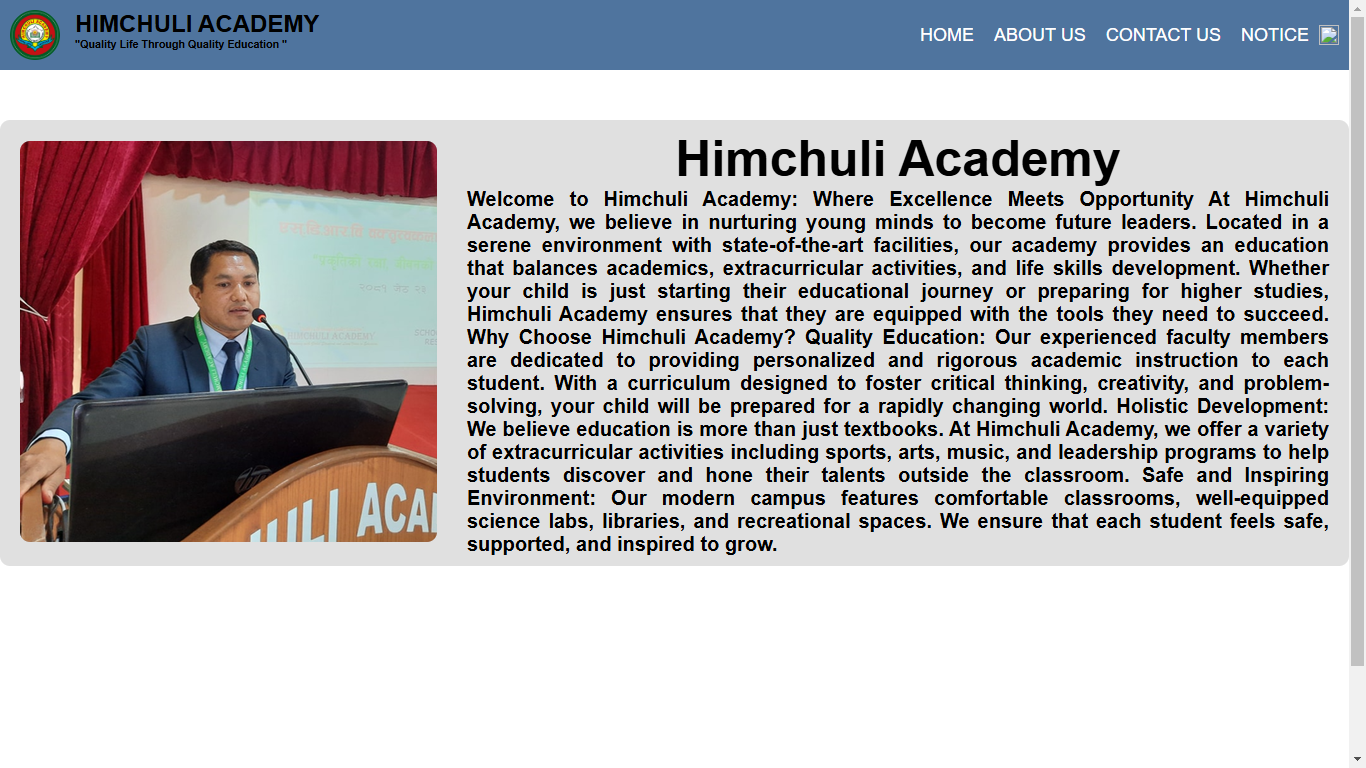 HIMCHULI ACADEMY
"Quality Life Through Quality Education "
HOME ABOUT US CONTACT US NOTICE
Himchuli Academy
Welcome to Himchuli Academy: Where Excellence Meets Opportunity At Himchuli
Academy, we believe in nurturing young minds to become future leaders. Located in a
serene environment with state-of-the-art facilities, our academy provides an education
that balances academics, extracurricular activities, and life skills development. Whether
your child is just starting their educational journey or preparing for higher studies,
Himchuli Academy ensures that they are equipped with the tools they need to succeed.
Why Choose Himchuli Academy? Quality Education: Our experienced faculty members
are dedicated to providing personalized and rigorous academic instruction to each
student. With a curriculum designed to foster critical thinking, creativity, and problem-
solving, your child will be prepared for a rapidly changing world. Holistic Development:
We believe education is more than just textbooks. At Himchuli Academy, we offer a variety
of extracurricular activities including sports, arts, music, and leadership programs to help
students discover and hone their talents outside the classroom. Safe and Inspiring
Environment: Our modern campus features comfortable classrooms, well-equipped
science labs, libraries, and recreational spaces. We ensure that each student feels safe,
supported, and inspired to grow.
HIMCHULI ACADEMY
HULI ACA